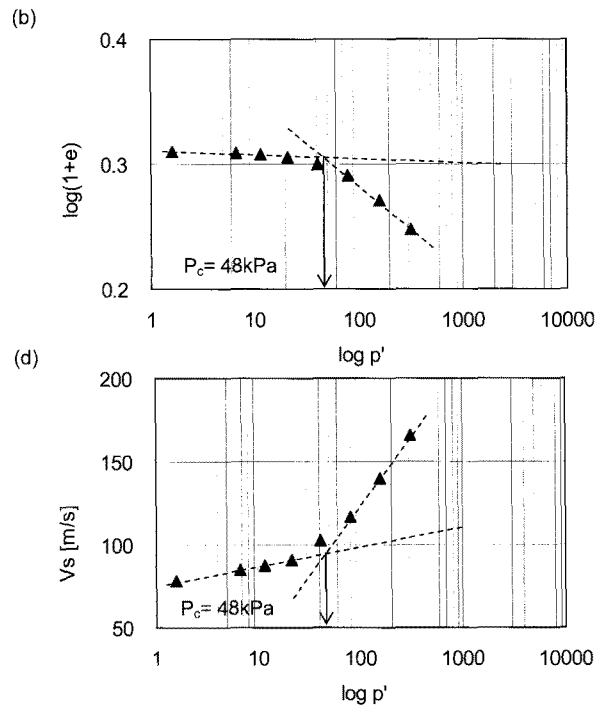 (b)
0.4
0.3
0.2
log(1+e)
P_c= 48kPa
1 10 100 1000 10000
log p'
(d)
200
150
100
50
Vs [m/s]
P_c= 48kPa
1 10 100 1000 10000
log p'